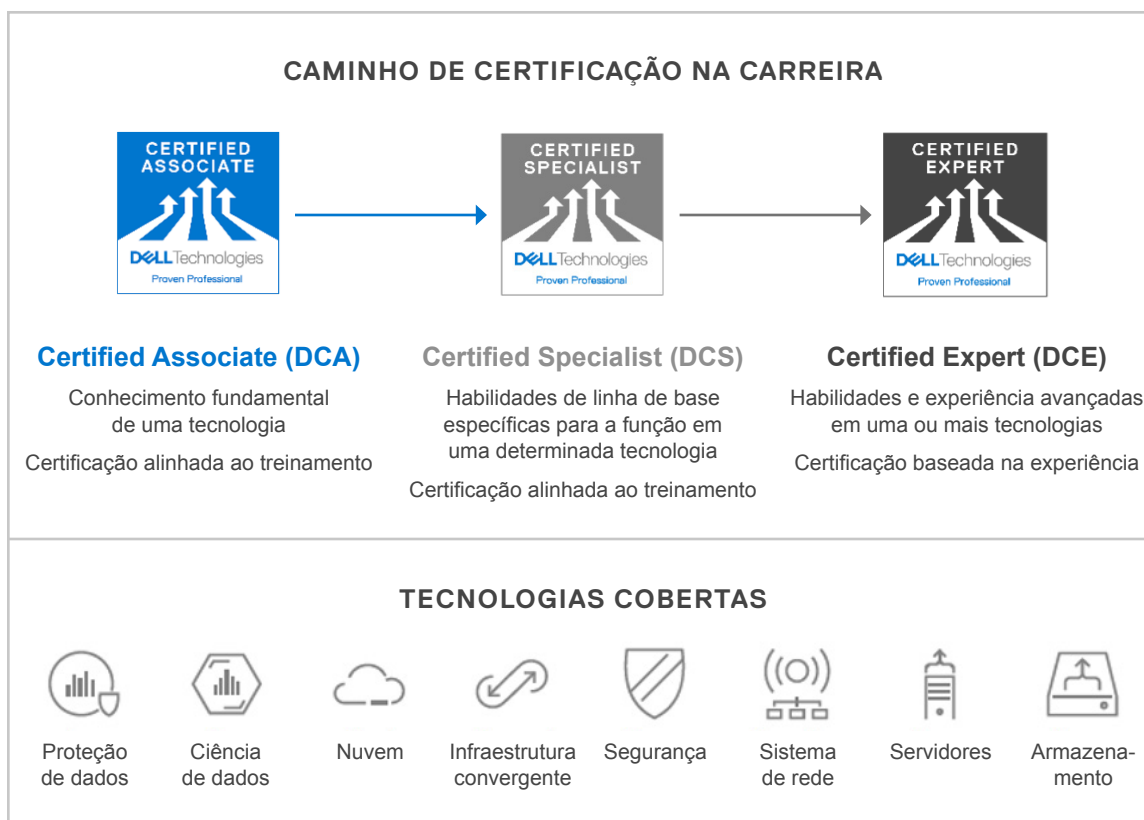 CAMINHO DE CERTIFICAÇÃO NA CARREIRA
CERTIFIED
ASSOCIATE
DELLTechnologies
Proven Professional
CERTIFIED
SPECIALIST
DELLTechnologies
Proven Professional
CERTIFIED
EXPERT
DELLTechnologies
Proven Professional
Certified Associate (DCA)
Conhecimento fundamental
de uma tecnologia
Certificação alinhada ao treinamento
Certified Specialist (DCS)
Habilidades de linha de base
específicas para a função em
uma determinada tecnologia
Certificação alinhada ao treinamento
Certified Expert (DCE)
Habilidades e experiência avançadas
em uma ou mais tecnologias
Certificação baseada na experiência
TECNOLOGIAS COBERTAS
Proteção
de dados
Ciência
de dados
Nuvem
Infraestrutura
convergente
Segurança
Sistema
de rede
Servidores
Armazena-
mento